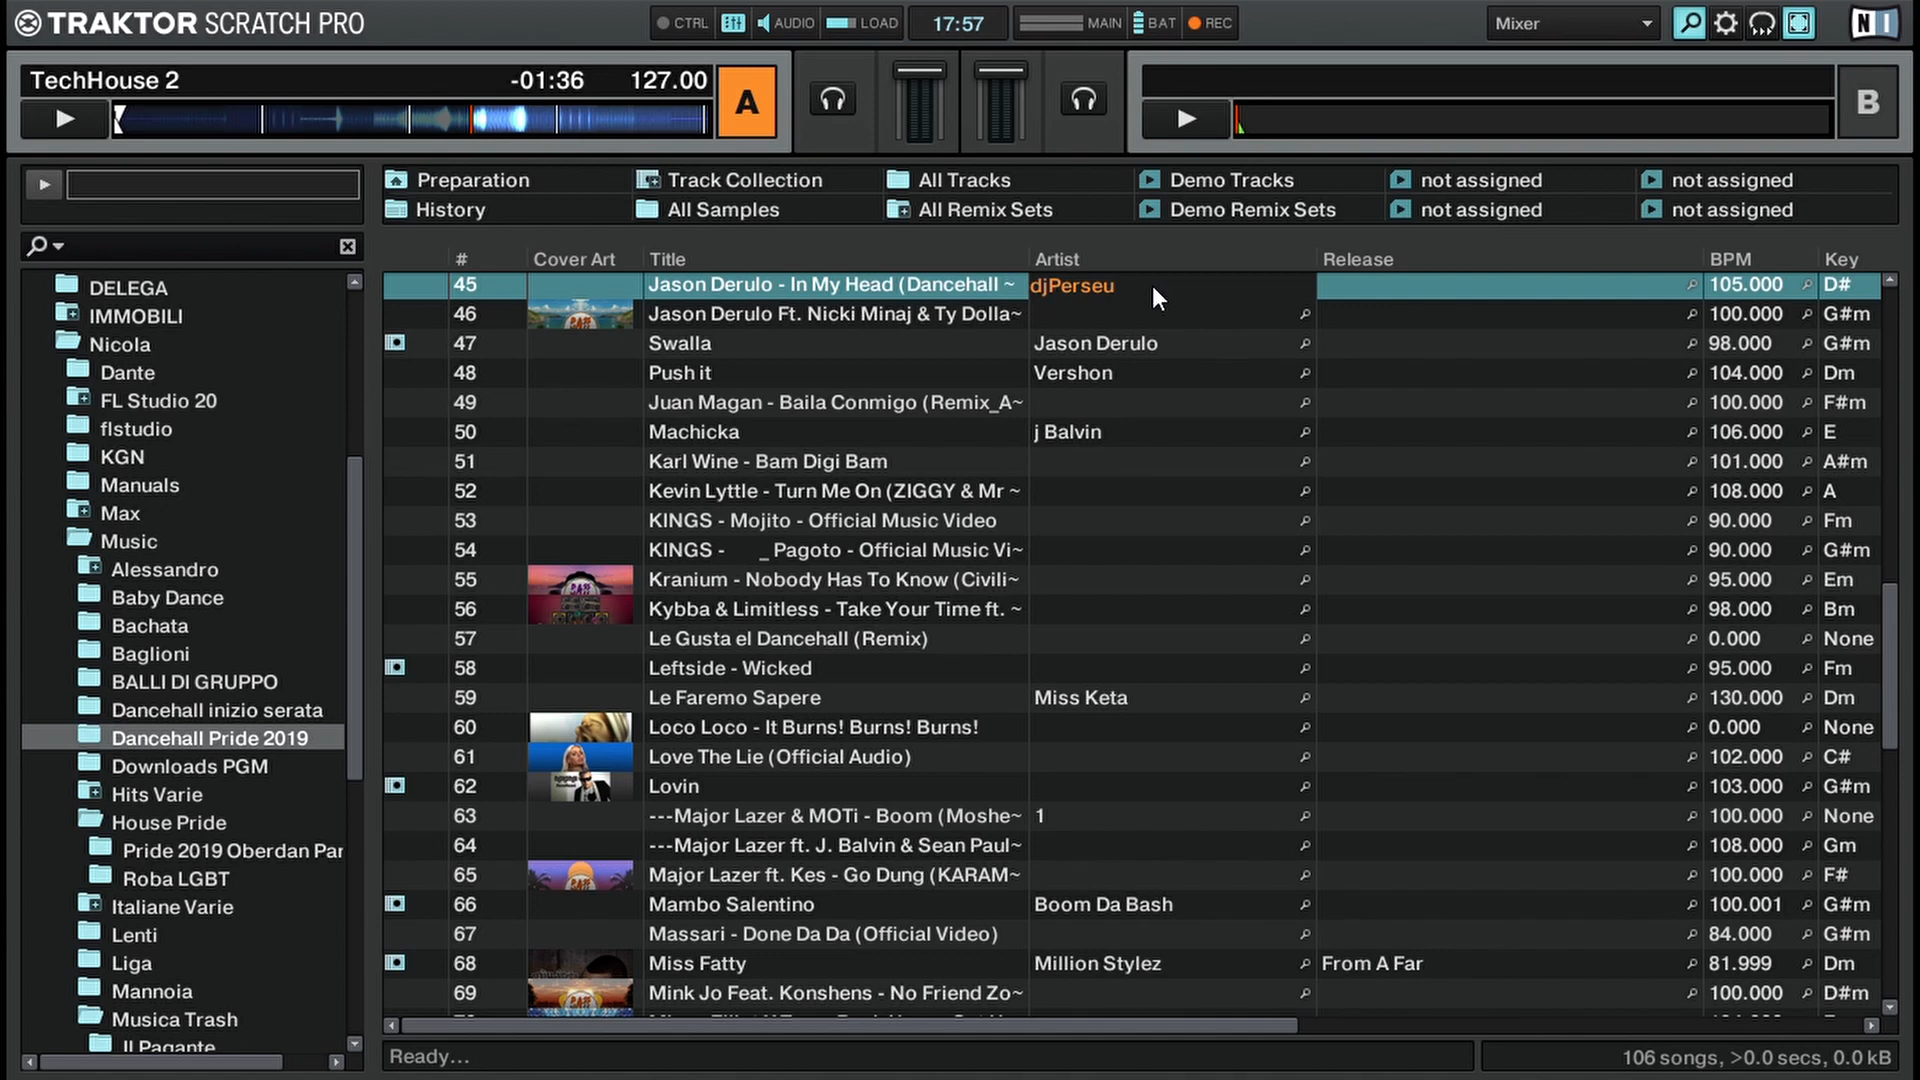 TRAKTOR SCRATCH PRO
CTRL AUDIO LOAD 17:57 MAIN BAT REC Mixer
TechHouse 2 -01:36 127.00 A B
Preparation Track Collection All Tracks Demo Tracks not assigned not assigned
History All Samples All Remix Sets Demo Remix Sets not assigned not assigned
# Cover Art Title Artist Release BPM Key
45 Jason Derulo - In My Head (Dancehall ~ djPerseu 105.000 D#
46 Jason Derulo Ft. Nicki Minaj & Ty Dolla~ 100.000 G#m
47 Swalla Jason Derulo 98.000 G#m
48 Push it Vershon 104.000 Dm
49 Juan Magan - Baila Conmigo (Remix_A~ 100.000 F#m
50 Machicka j Balvin 106.000 E
51 Karl Wine - Bam Digi Bam 101.000 A#m
52 Kevin Lyttle - Turn Me On (ZIGGY & Mr ~ 108.000 A
53 KINGS - Mojito - Official Music Video 90.000 Fm
54 KINGS - _ Pagoto - Official Music Vi~ 90.000 G#m
55 Kranium - Nobody Has To Know (Civili~ 95.000 Em
56 Kybba & Limitless - Take Your Time ft. ~ 98.000 Bm
57 Le Gusta el Dancehall (Remix) 0.000 None
58 Leftside - Wicked 95.000 Fm
59 Le Faremo Sapere Miss Keta 130.000 Dm
60 Loco Loco - It Burns! Burns! Burns! 0.000 None
61 Love The Lie (Official Audio) 102.000 C#
62 Lovin 103.000 G#m
63 ---Major Lazer & MOTi - Boom (Moshe~ 1 100.000 None
64 ---Major Lazer ft. J. Balvin & Sean Paul~ 108.000 Gm
65 Major Lazer ft. Kes - Go Dung (KARAM~ 100.000 F#
66 Mambo Salentino Boom Da Bash 100.001 G#m
67 Massari - Done Da Da (Official Video) 84.000 G#m
68 Miss Fatty Million Stylez From A Far 81.999 Dm
69 Mink Jo Feat. Konshens - No Friend Zo~ 100.000 D#m
DELEGA
IMMOBILI
Nicola
Dante
FL Studio 20
flstudio
KGN
Manuals
Max
Music
Alessandro
Baby Dance
Bachata
Baglioni
BALLI DI GRUPPO
Dancehall inizio serata
Dancehall Pride 2019
Downloads PGM
Hits Varie
House Pride
Pride 2019 Oberdan Par
Roba LGBT
Italiane Varie
Lenti
Liga
Mannoia
Musica Trash
Il Pagante
Ready...
106 songs, >0.0 secs, 0.0 kB